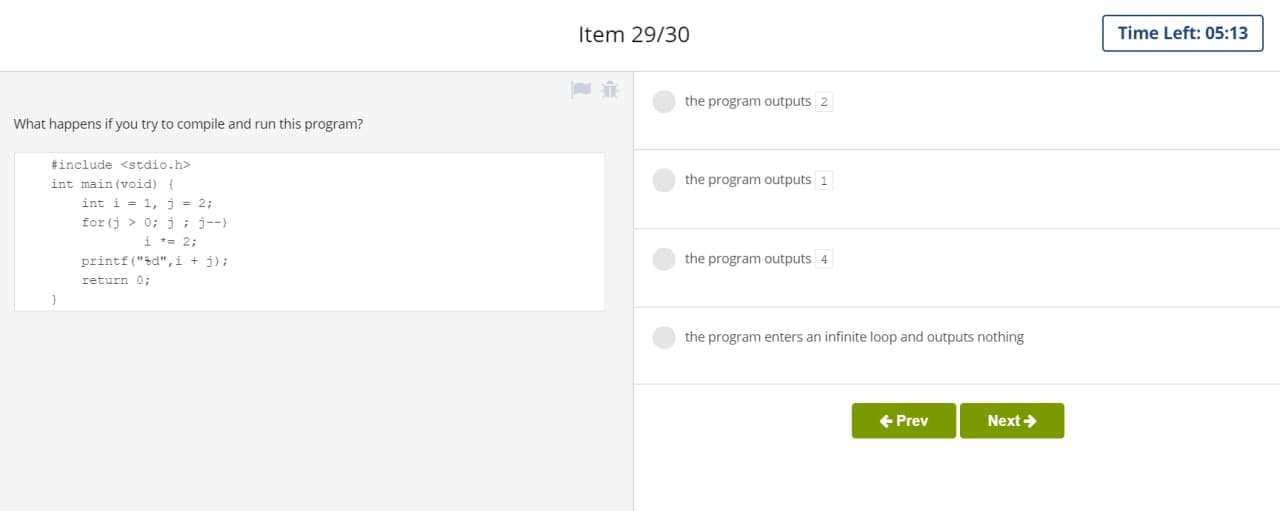 Item 29/30
Time Left: 05:13
What happens if you try to compile and run this program?
#include <stdio.h>
int main(void) {
    int i = 1, j = 2;
    for(j > 0; j ; j--)
            i *= 2;
    printf("%d",i + j);
    return 0;
}
the program outputs 2
the program outputs 1
the program outputs 4
the program enters an infinite loop and outputs nothing
Prev
Next